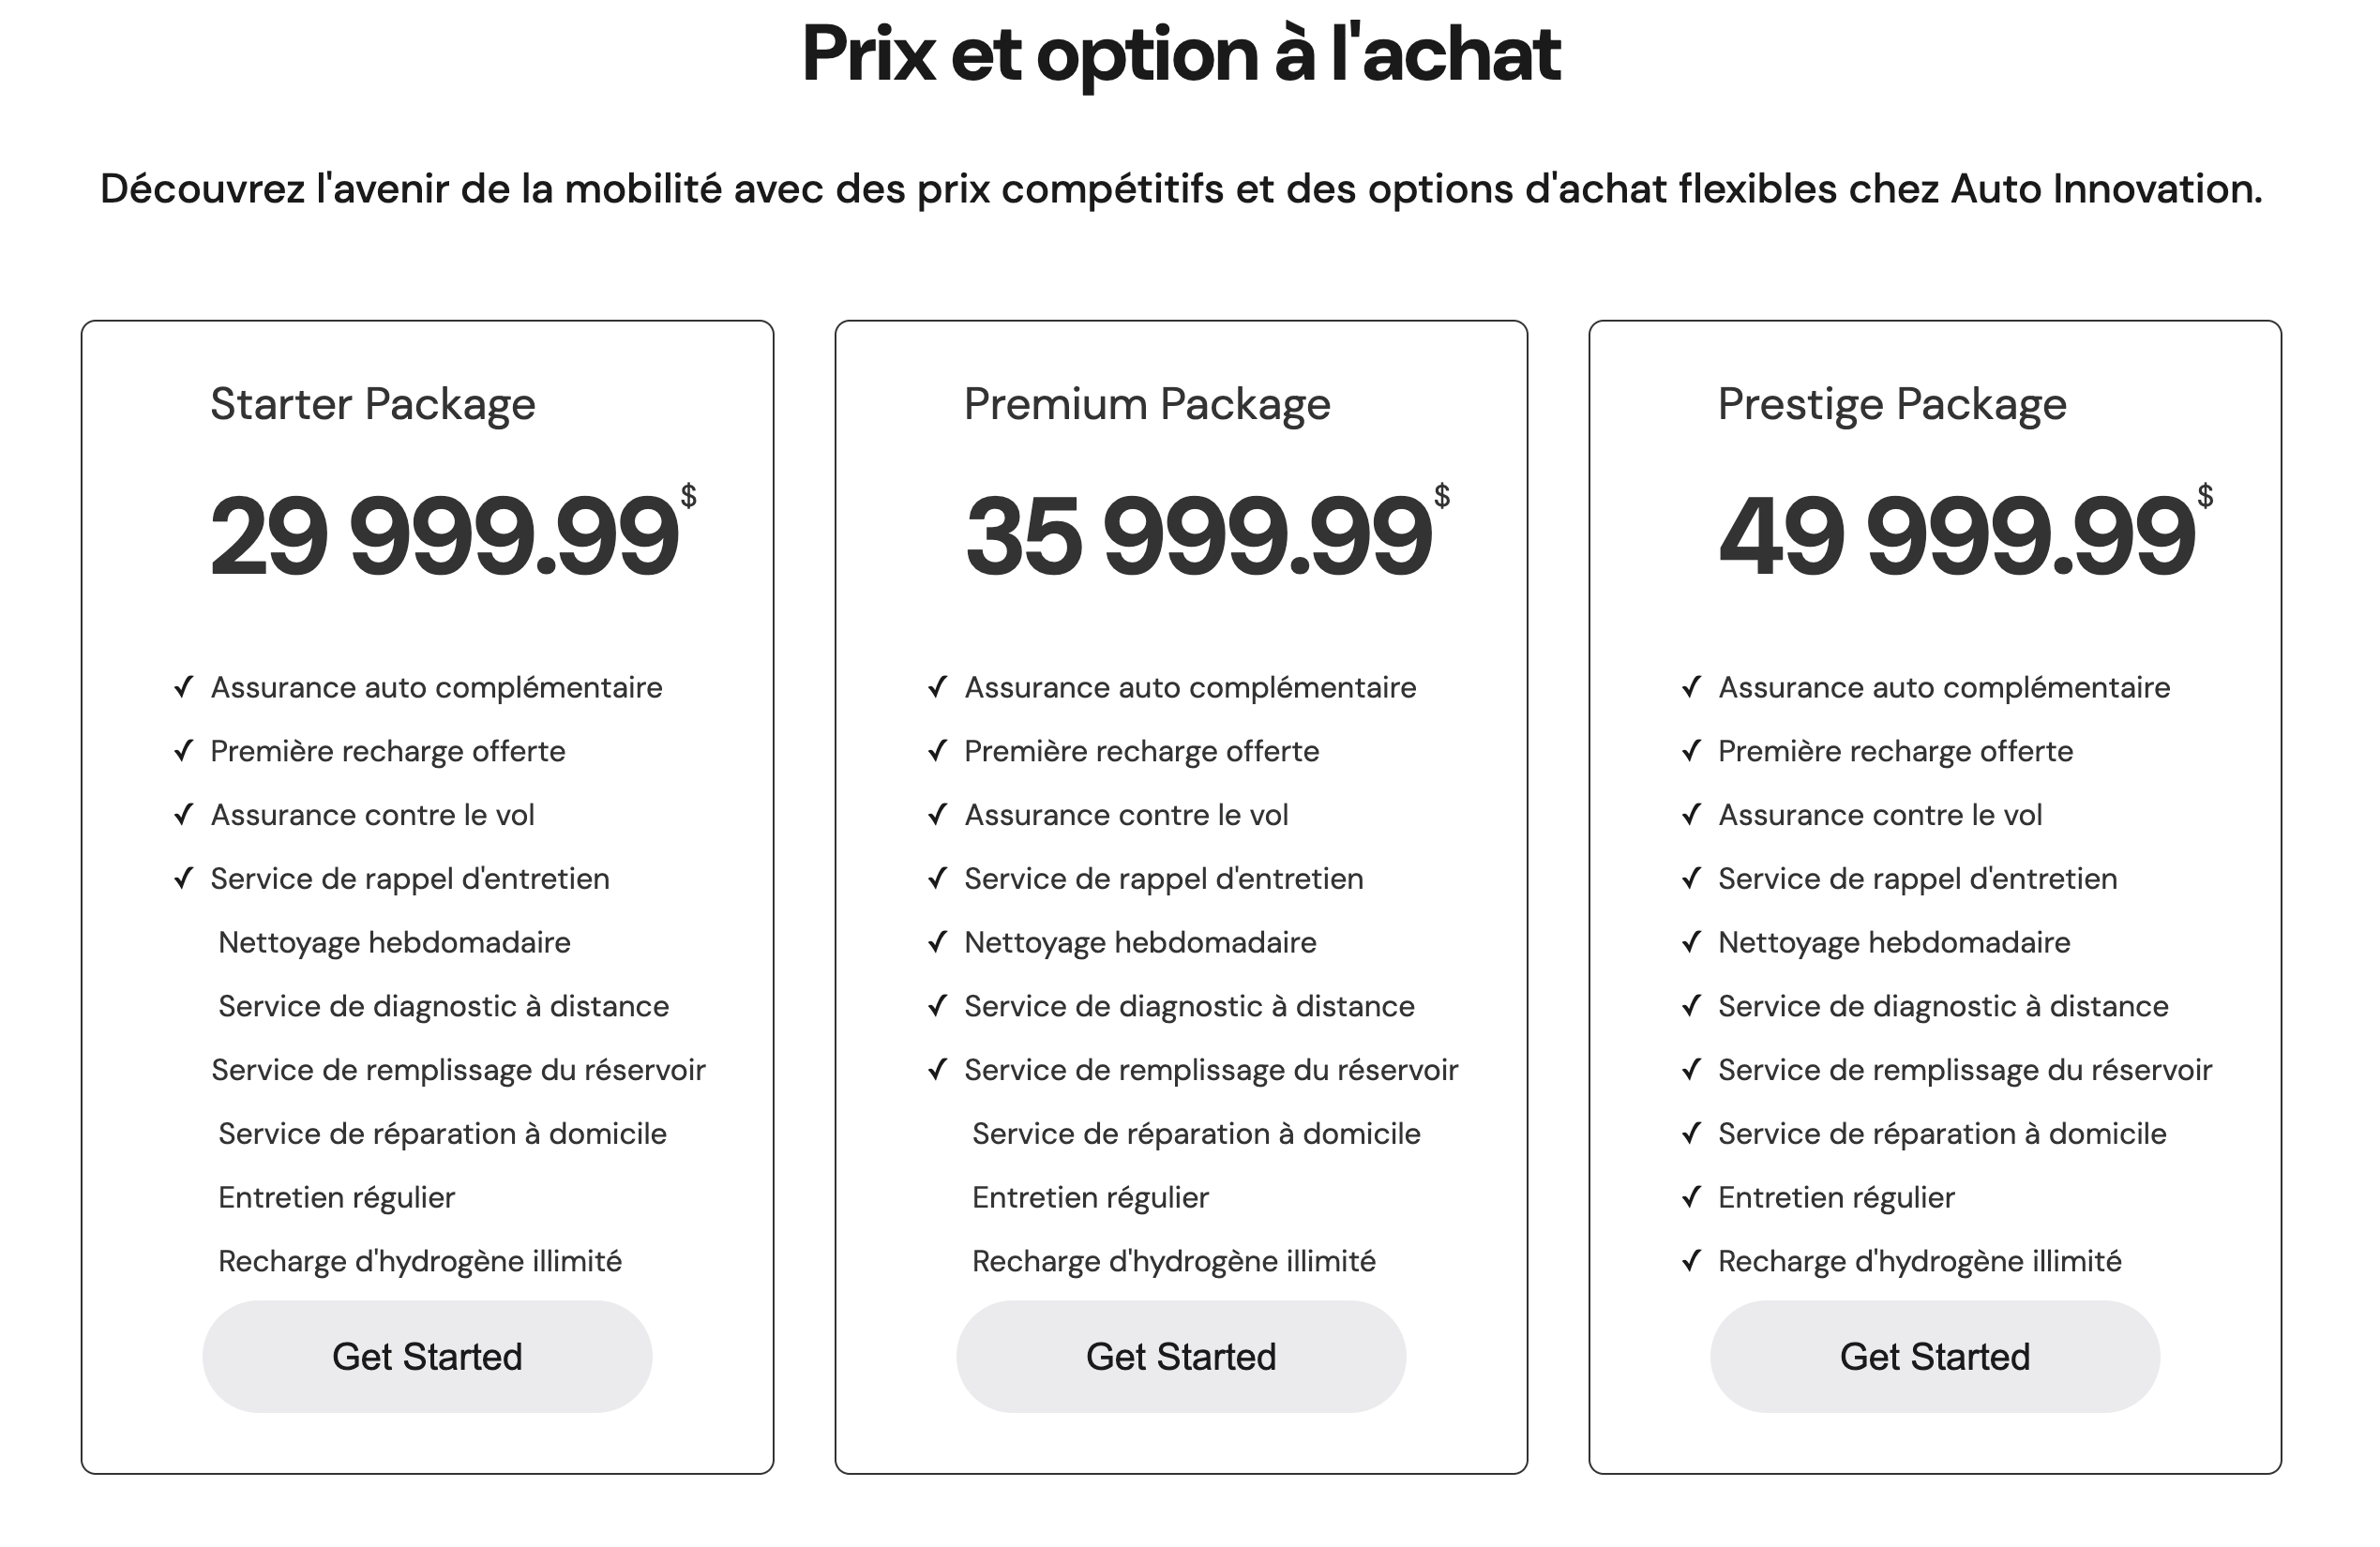 Prix et option à l'achat
Découvrez l'avenir de la mobilité avec des prix compétitifs et des options d'achat flexibles chez Auto Innovation.
Starter Package
29 999.99$
✓ Assurance auto complémentaire
✓ Première recharge offerte
✓ Assurance contre le vol
✓ Service de rappel d'entretien
Nettoyage hebdomadaire
Service de diagnostic à distance
Service de remplissage du réservoir
Service de réparation à domicile
Entretien régulier
Recharge d'hydrogène illimité
Get Started
Premium Package
35 999.99$
✓ Assurance auto complémentaire
✓ Première recharge offerte
✓ Assurance contre le vol
✓ Service de rappel d'entretien
✓ Nettoyage hebdomadaire
✓ Service de diagnostic à distance
✓ Service de remplissage du réservoir
Service de réparation à domicile
Entretien régulier
Recharge d'hydrogène illimité
Get Started
Prestige Package
49 999.99$
✓ Assurance auto complémentaire
✓ Première recharge offerte
✓ Assurance contre le vol
✓ Service de rappel d'entretien
✓ Nettoyage hebdomadaire
✓ Service de diagnostic à distance
✓ Service de remplissage du réservoir
✓ Service de réparation à domicile
✓ Entretien régulier
✓ Recharge d'hydrogène illimité
Get Started